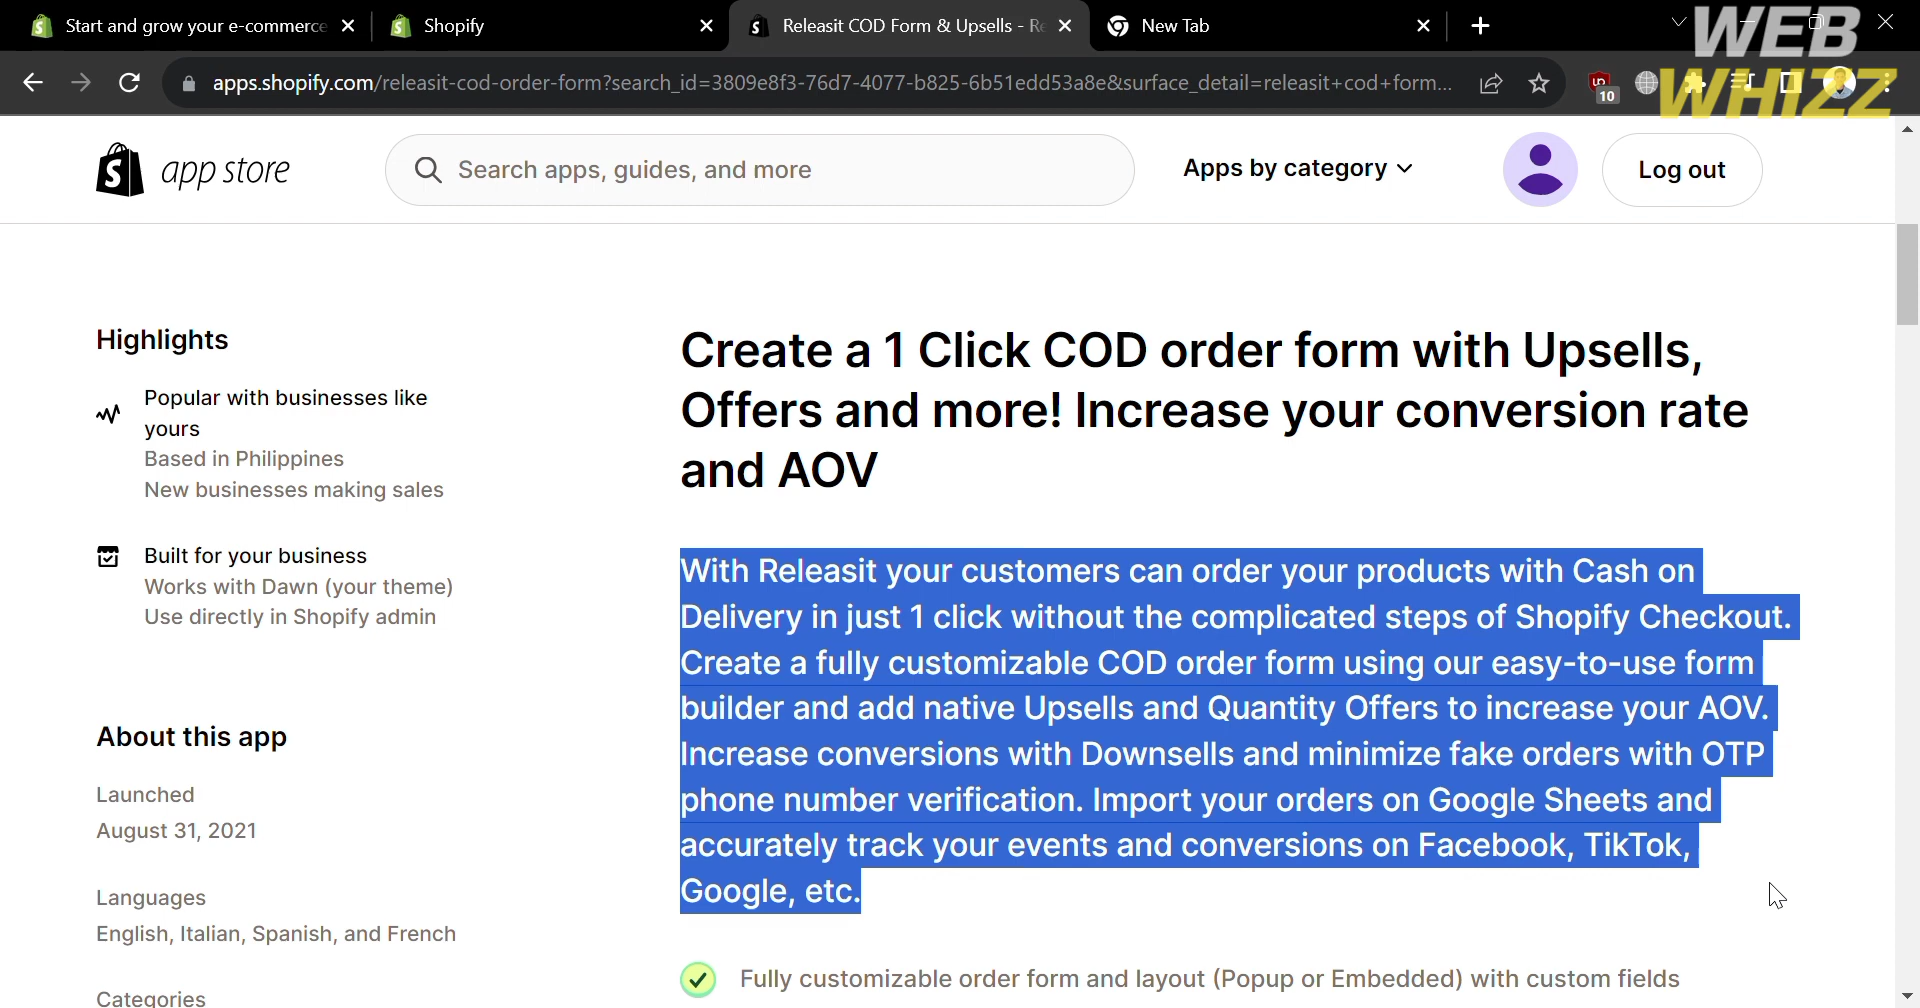 Start and grow your e-commerce
Shopify
Releasit COD Form & Upsells - Re
New Tab
WEB
WHIZZ
apps.shopify.com/releasit-cod-order-form?search_id=3809e8f3-76d7-4077-b825-6b51edd53a8e&surface_detail=releasit+cod+form...
10
app store
Search apps, guides, and more
Apps by category
Log out
Highlights
Popular with businesses like
yours
Based in Philippines
New businesses making sales
Built for your business
Works with Dawn (your theme)
Use directly in Shopify admin
About this app
Launched
August 31, 2021
Languages
English, Italian, Spanish, and French
Categories
Create a 1 Click COD order form with Upsells,
Offers and more! Increase your conversion rate
and AOV
With Releasit your customers can order your products with Cash on
Delivery in just 1 click without the complicated steps of Shopify Checkout.
Create a fully customizable COD order form using our easy-to-use form
builder and add native Upsells and Quantity Offers to increase your AOV.
Increase conversions with Downsells and minimize fake orders with OTP
phone number verification. Import your orders on Google Sheets and
accurately track your events and conversions on Facebook, TikTok,
Google, etc.
Fully customizable order form and layout (Popup or Embedded) with custom fields